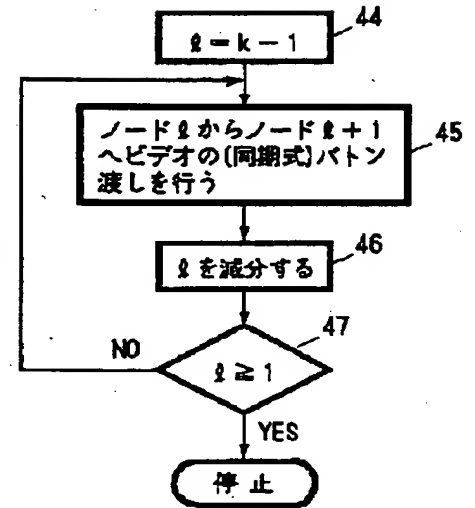 44
ℓ = k − 1
ノードℓからノードℓ+1
へビデオの(同期式)バトン
渡しを行う
45
46
ℓを減分する
47
NO
ℓ ≧ 1
YES
停止